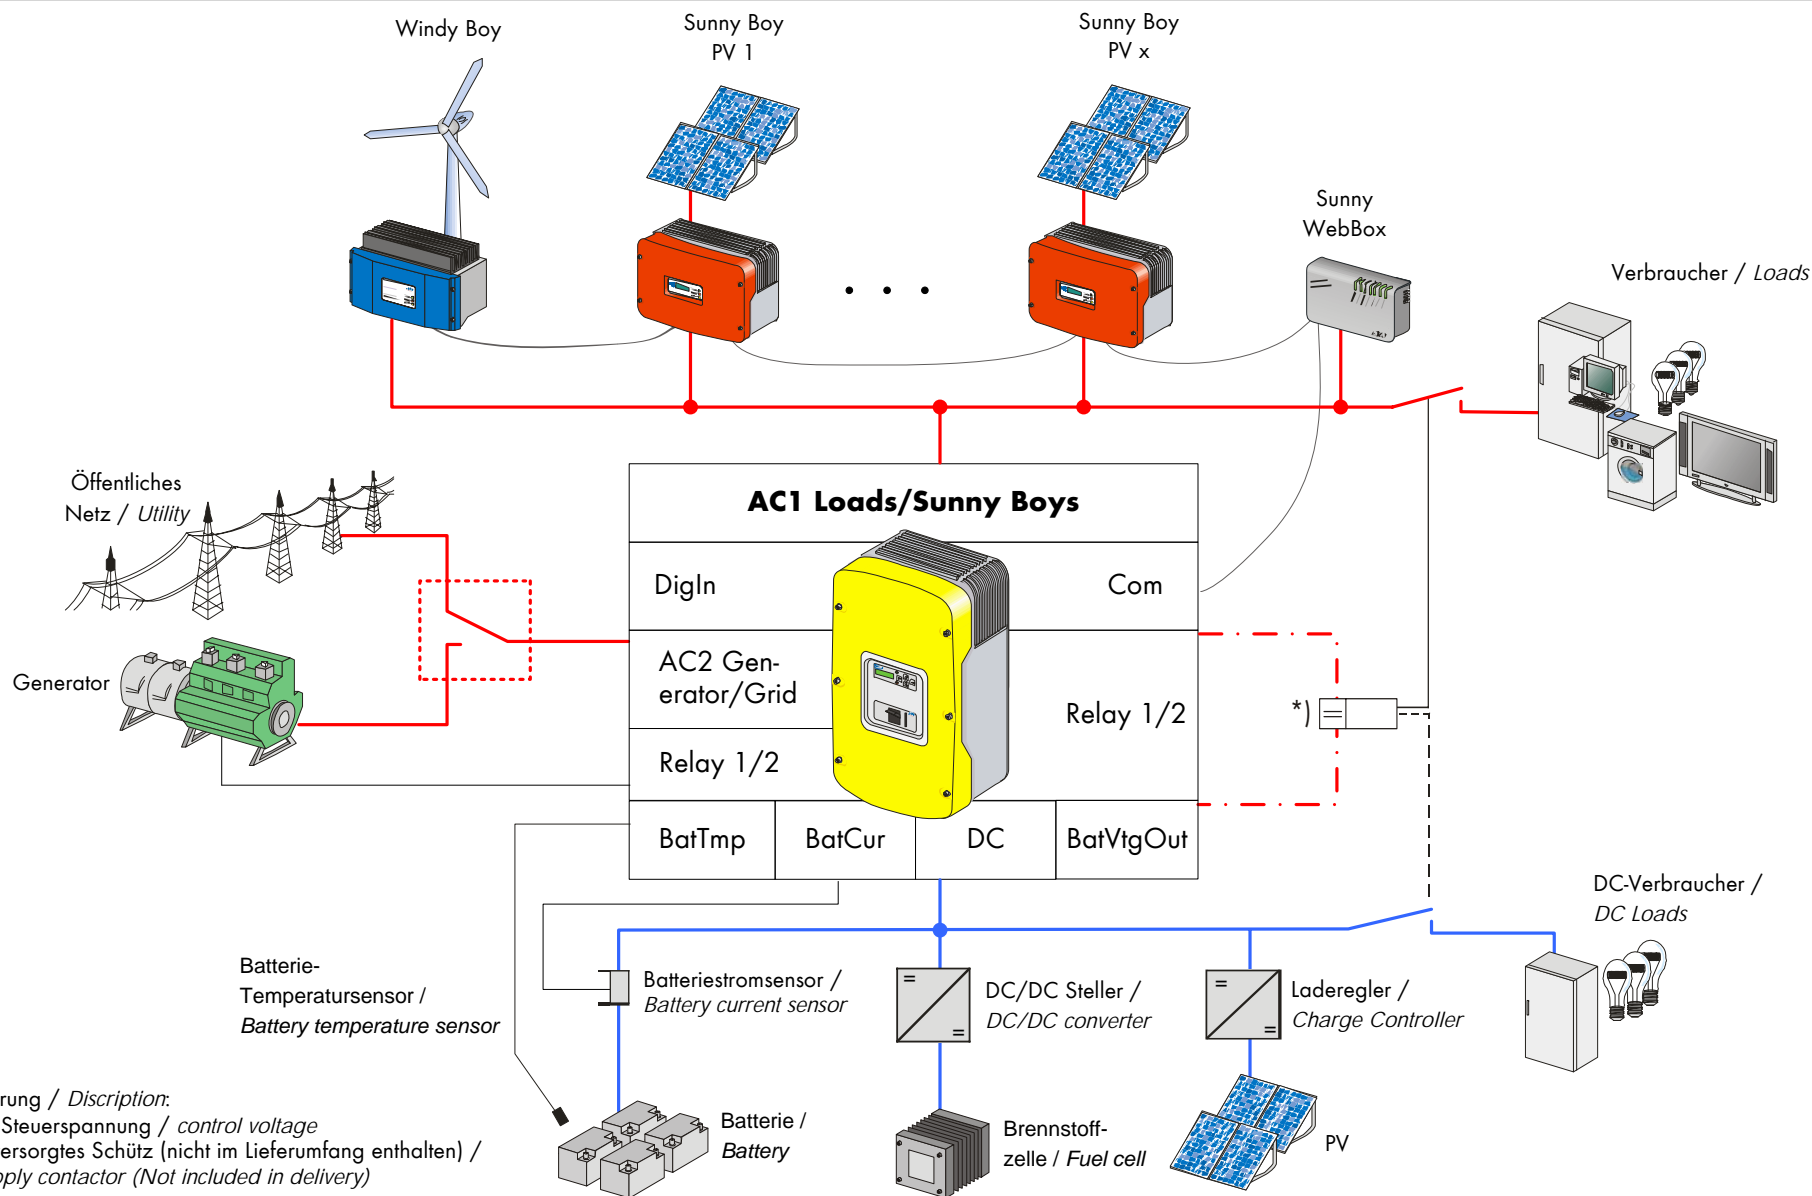 Windy Boy
Sunny Boy
PV 1
Sunny Boy
PV x
Sunny
WebBox
Verbraucher / Loads
Öffentliches
Netz / Utility
Generator
AC1 Loads/Sunny Boys
DigIn
Com
AC2 Gen-
erator/Grid
Relay 1/2
Relay 1/2
*)
BatTmp
BatCur
DC
BatVtgOut
DC-Verbraucher /
DC Loads
Batterie-
Temperatursensor /
Battery temperature sensor
Batteriestromsensor /
Battery current sensor
DC/DC Steller /
DC/DC converter
Laderegler /
Charge Controller
Batterie /
Battery
Brennstoff-
zelle / Fuel cell
PV
rung / Discription:
Steuerspannung / control voltage
ersorgtes Schütz (nicht im Lieferumfang enthalten) /
pply contactor (Not included in delivery)